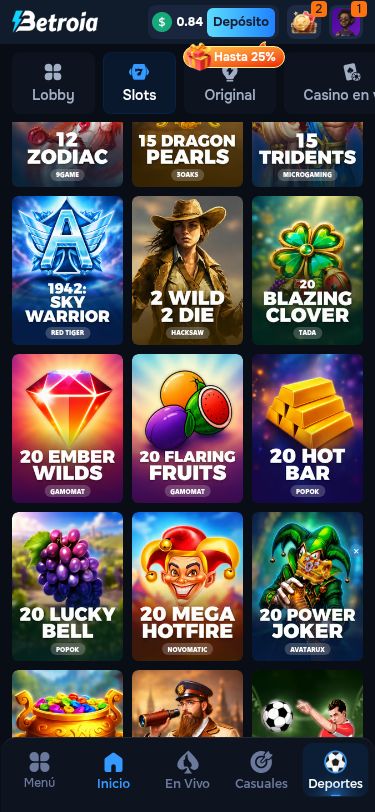 Betroia
$ 0.84 Depósito
2
1
Hasta 25%
Lobby
7
Slots
Original
Casino en
12
ZODIAC
9GAME
15 DRAGON
PEARLS
3OAKS
15
TRIDENTS
MICROGAMING
1942:
SKY
WARRIOR
RED TIGER
2 WILD
2 DIE
HACKSAW
20
BLAZING
CLOVER
TADA
20 EMBER
WILDS
GAMOMAT
20 FLARING
FRUITS
GAMOMAT
20 HOT
BAR
POPOK
20 LUCKY
BELL
POPOK
20 MEGA
HOTFIRE
NOVOMATIC
20 POWER
JOKER
AVATARUX
Menú
Inicio
En Vivo
Casuales
Deportes